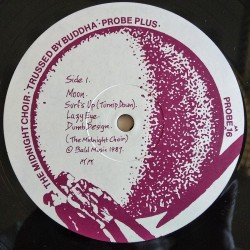 THE MIDNIGHT CHOIR · TRUSSED BY BUDDHA · PROBE PLUS · PROBE 16
Side 1.
Moon.
Surf's Up (Turnip Down).
Lazy Eye.
Dumb Design.
(The Midnight Choir)
© Bald Music 1987.